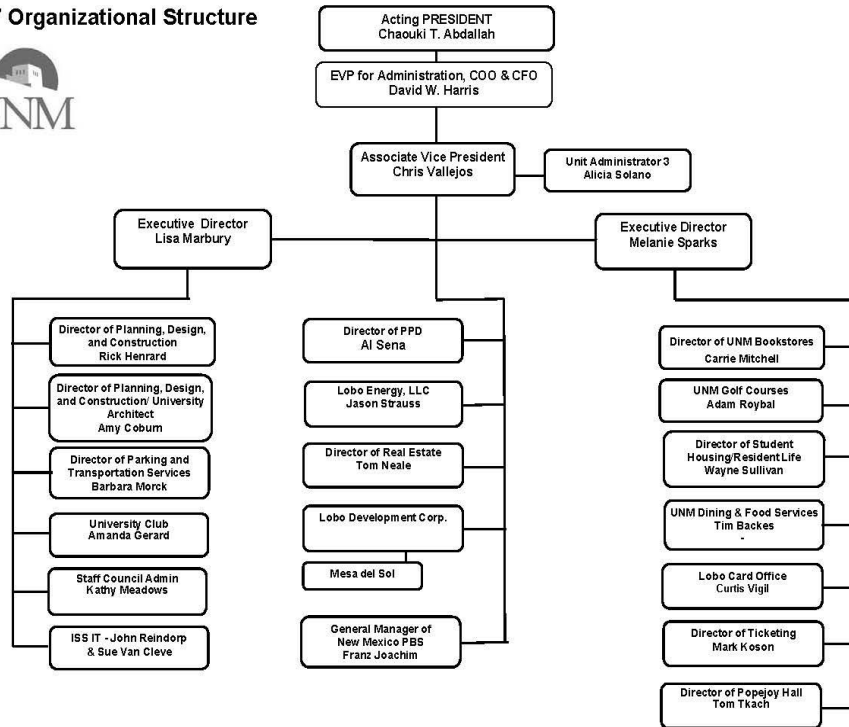 Organizational Structure
NM
Acting PRESIDENT
Chaouki T. Abdallah
EVP for Administration, COO & CFO
David W. Harris
Associate Vice President
Chris Vallejos
Unit Administrator 3
Alicia Solano
Executive Director
Lisa Marbury
Executive Director
Melanie Sparks
Director of Planning, Design,
and Construction
Rick Henrard
Director of Planning, Design,
and Construction/ University
Architect
Amy Coburn
Director of Parking and
Transportation Services
Barbara Morck
University Club
Amanda Gerard
Staff Council Admin
Kathy Meadows
ISS IT - John Reindorp
& Sue Van Cleve
Director of PPD
Al Sena
Lobo Energy, LLC
Jason Strauss
Director of Real Estate
Tom Neale
Lobo Development Corp.
Mesa del Sol
General Manager of
New Mexico PBS
Franz Joachim
Director of UNM Bookstores
Carrie Mitchell
UNM Golf Courses
Adam Roybal
Director of Student
Housing/Resident Life
Wayne Sullivan
UNM Dining & Food Services
Tim Backes
-
Lobo Card Office
Curtis Vigil
Director of Ticketing
Mark Koson
Director of Popejoy Hall
Tom Tkach